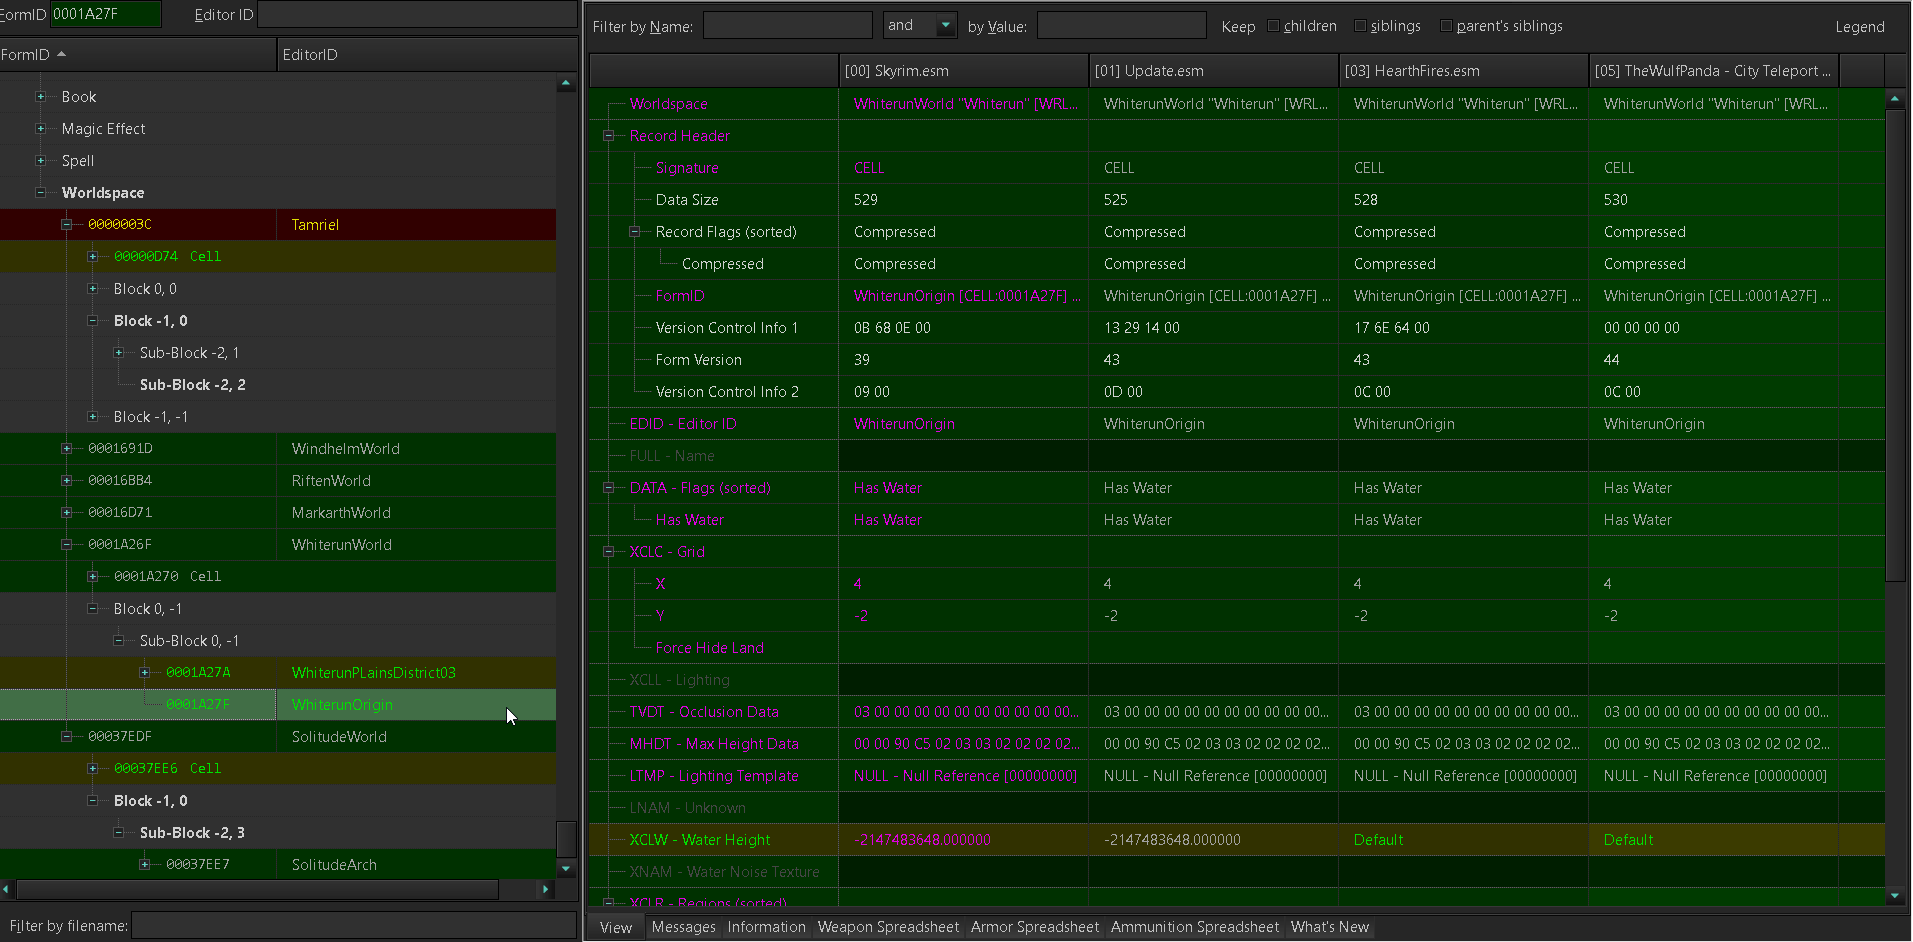 FormID 0001A27F Editor ID
FormID EditorID
Book
Magic Effect
Spell
Worldspace
0000003C Tamriel
00000D74 Cell
Block 0, 0
Block -1, 0
Sub-Block -2, 1
Sub-Block -2, 2
Block -1, -1
0001691D WindhelmWorld
00016BB4 RiftenWorld
00016D71 MarkarthWorld
0001A26F WhiterunWorld
0001A270 Cell
Block 0, -1
Sub-Block 0, -1
0001A27A WhiterunPLainsDistrict03
0001A27F WhiterunOrigin
00037EDF SolitudeWorld
00037EE6 Cell
Block -1, 0
Sub-Block -2, 3
00037EE7 SolitudeArch
Filter by filename:
Filter by Name: and by Value: Keep children siblings parent's siblings Legend
[00] Skyrim.esm [01] Update.esm [03] HearthFires.esm [05] TheWulfPanda - City Teleport ...
Worldspace WhiterunWorld "Whiterun" [WRL... WhiterunWorld "Whiterun" [WRL... WhiterunWorld "Whiterun" [WRL... WhiterunWorld "Whiterun" [WRL...
Record Header
Signature CELL CELL CELL CELL
Data Size 529 525 528 530
Record Flags (sorted) Compressed Compressed Compressed Compressed
Compressed Compressed Compressed Compressed Compressed
FormID WhiterunOrigin [CELL:0001A27F] ... WhiterunOrigin [CELL:0001A27F] ... WhiterunOrigin [CELL:0001A27F] ... WhiterunOrigin [CELL:0001A27F] ...
Version Control Info 1 0B 68 0E 00 13 29 14 00 17 6E 64 00 00 00 00 00
Form Version 39 43 43 44
Version Control Info 2 09 00 0D 00 0C 00 0C 00
EDID - Editor ID WhiterunOrigin WhiterunOrigin WhiterunOrigin WhiterunOrigin
FULL - Name
DATA - Flags (sorted) Has Water Has Water Has Water Has Water
Has Water Has Water Has Water Has Water Has Water
XCLC - Grid
X 4 4 4 4
Y -2 -2 -2 -2
Force Hide Land
XCLL - Lighting
TVDT - Occlusion Data 03 00 00 00 00 00 00 00 00 00... 03 00 00 00 00 00 00 00 00 00... 03 00 00 00 00 00 00 00 00 00... 03 00 00 00 00 00 00 00 00 00...
MHDT - Max Height Data 00 00 90 C5 02 03 03 02 02 02 02... 00 00 90 C5 02 03 03 02 02 02 02... 00 00 90 C5 02 03 03 02 02 02 02... 00 00 90 C5 02 03 03 02 02 02 02...
LTMP - Lighting Template NULL - Null Reference [00000000] NULL - Null Reference [00000000] NULL - Null Reference [00000000] NULL - Null Reference [00000000]
LNAM - Unknown
XCLW - Water Height -2147483648.000000 -2147483648.000000 Default Default
XNAM - Water Noise Texture
XCLR - Regions (sorted)
View Messages Information Weapon Spreadsheet Armor Spreadsheet Ammunition Spreadsheet What's New